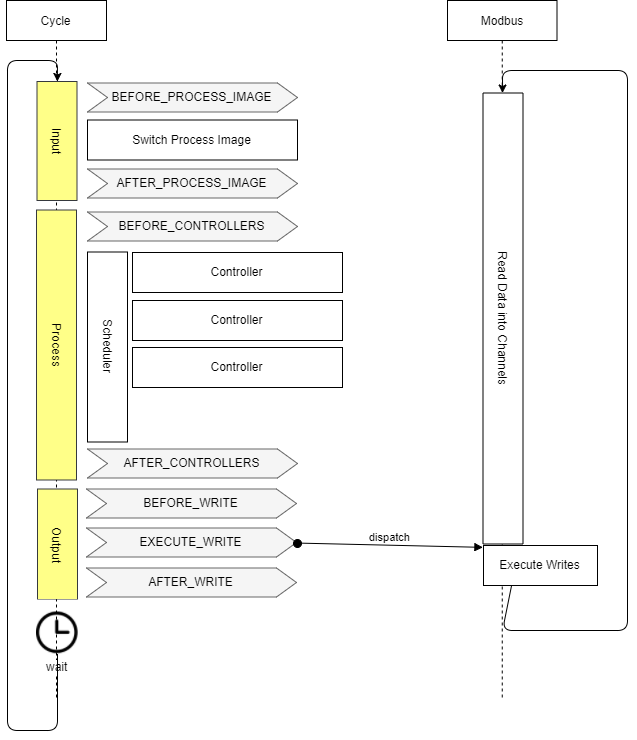 Cycle
Modbus
Input
BEFORE_PROCESS_IMAGE
Switch Process Image
AFTER_PROCESS_IMAGE
Process
BEFORE_CONTROLLERS
Scheduler
Controller
Controller
Controller
AFTER_CONTROLLERS
Read Data into Channels
Output
BEFORE_WRITE
EXECUTE_WRITE
dispatch
Execute Writes
AFTER_WRITE
wait